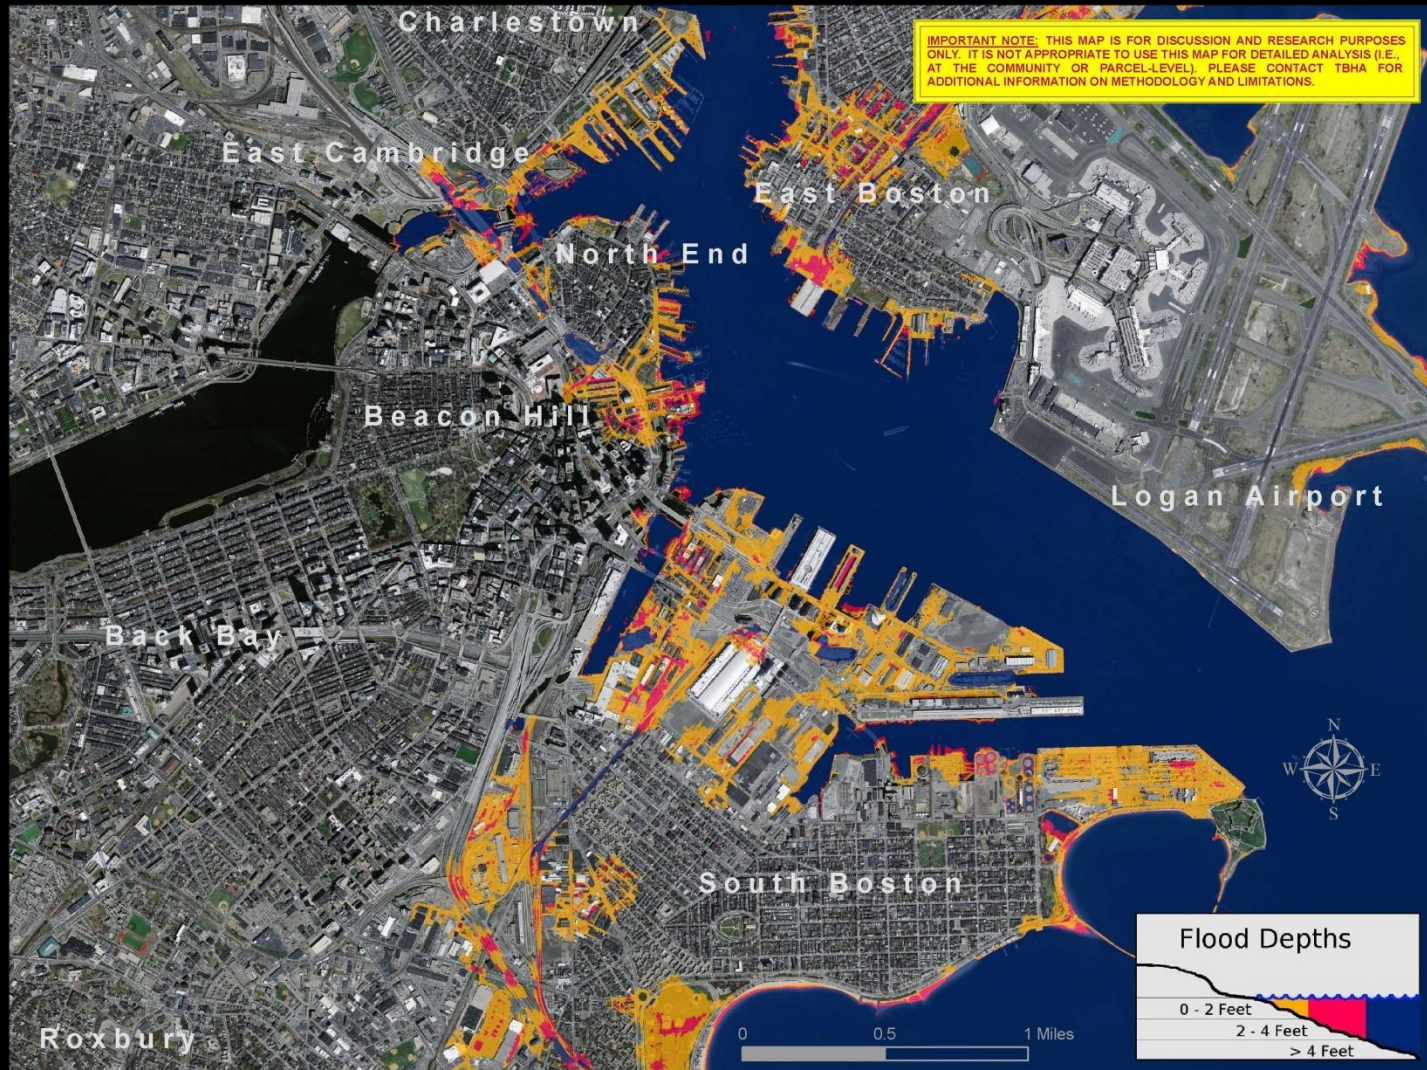 Charlestown
IMPORTANT NOTE: THIS MAP IS FOR DISCUSSION AND RESEARCH PURPOSES
ONLY. IT IS NOT APPROPRIATE TO USE THIS MAP FOR DETAILED ANALYSIS (I.E.,
AT THE COMMUNITY OR PARCEL-LEVEL). PLEASE CONTACT TBHA FOR
ADDITIONAL INFORMATION ON METHODOLOGY AND LIMITATIONS.
East Cambridge
East Boston
North End
Beacon Hill
Logan Airport
Back Bay
N
W E
S
South Boston
Flood Depths
0 - 2 Feet
2 - 4 Feet
> 4 Feet
Roxbury
0 0.5 1 Miles